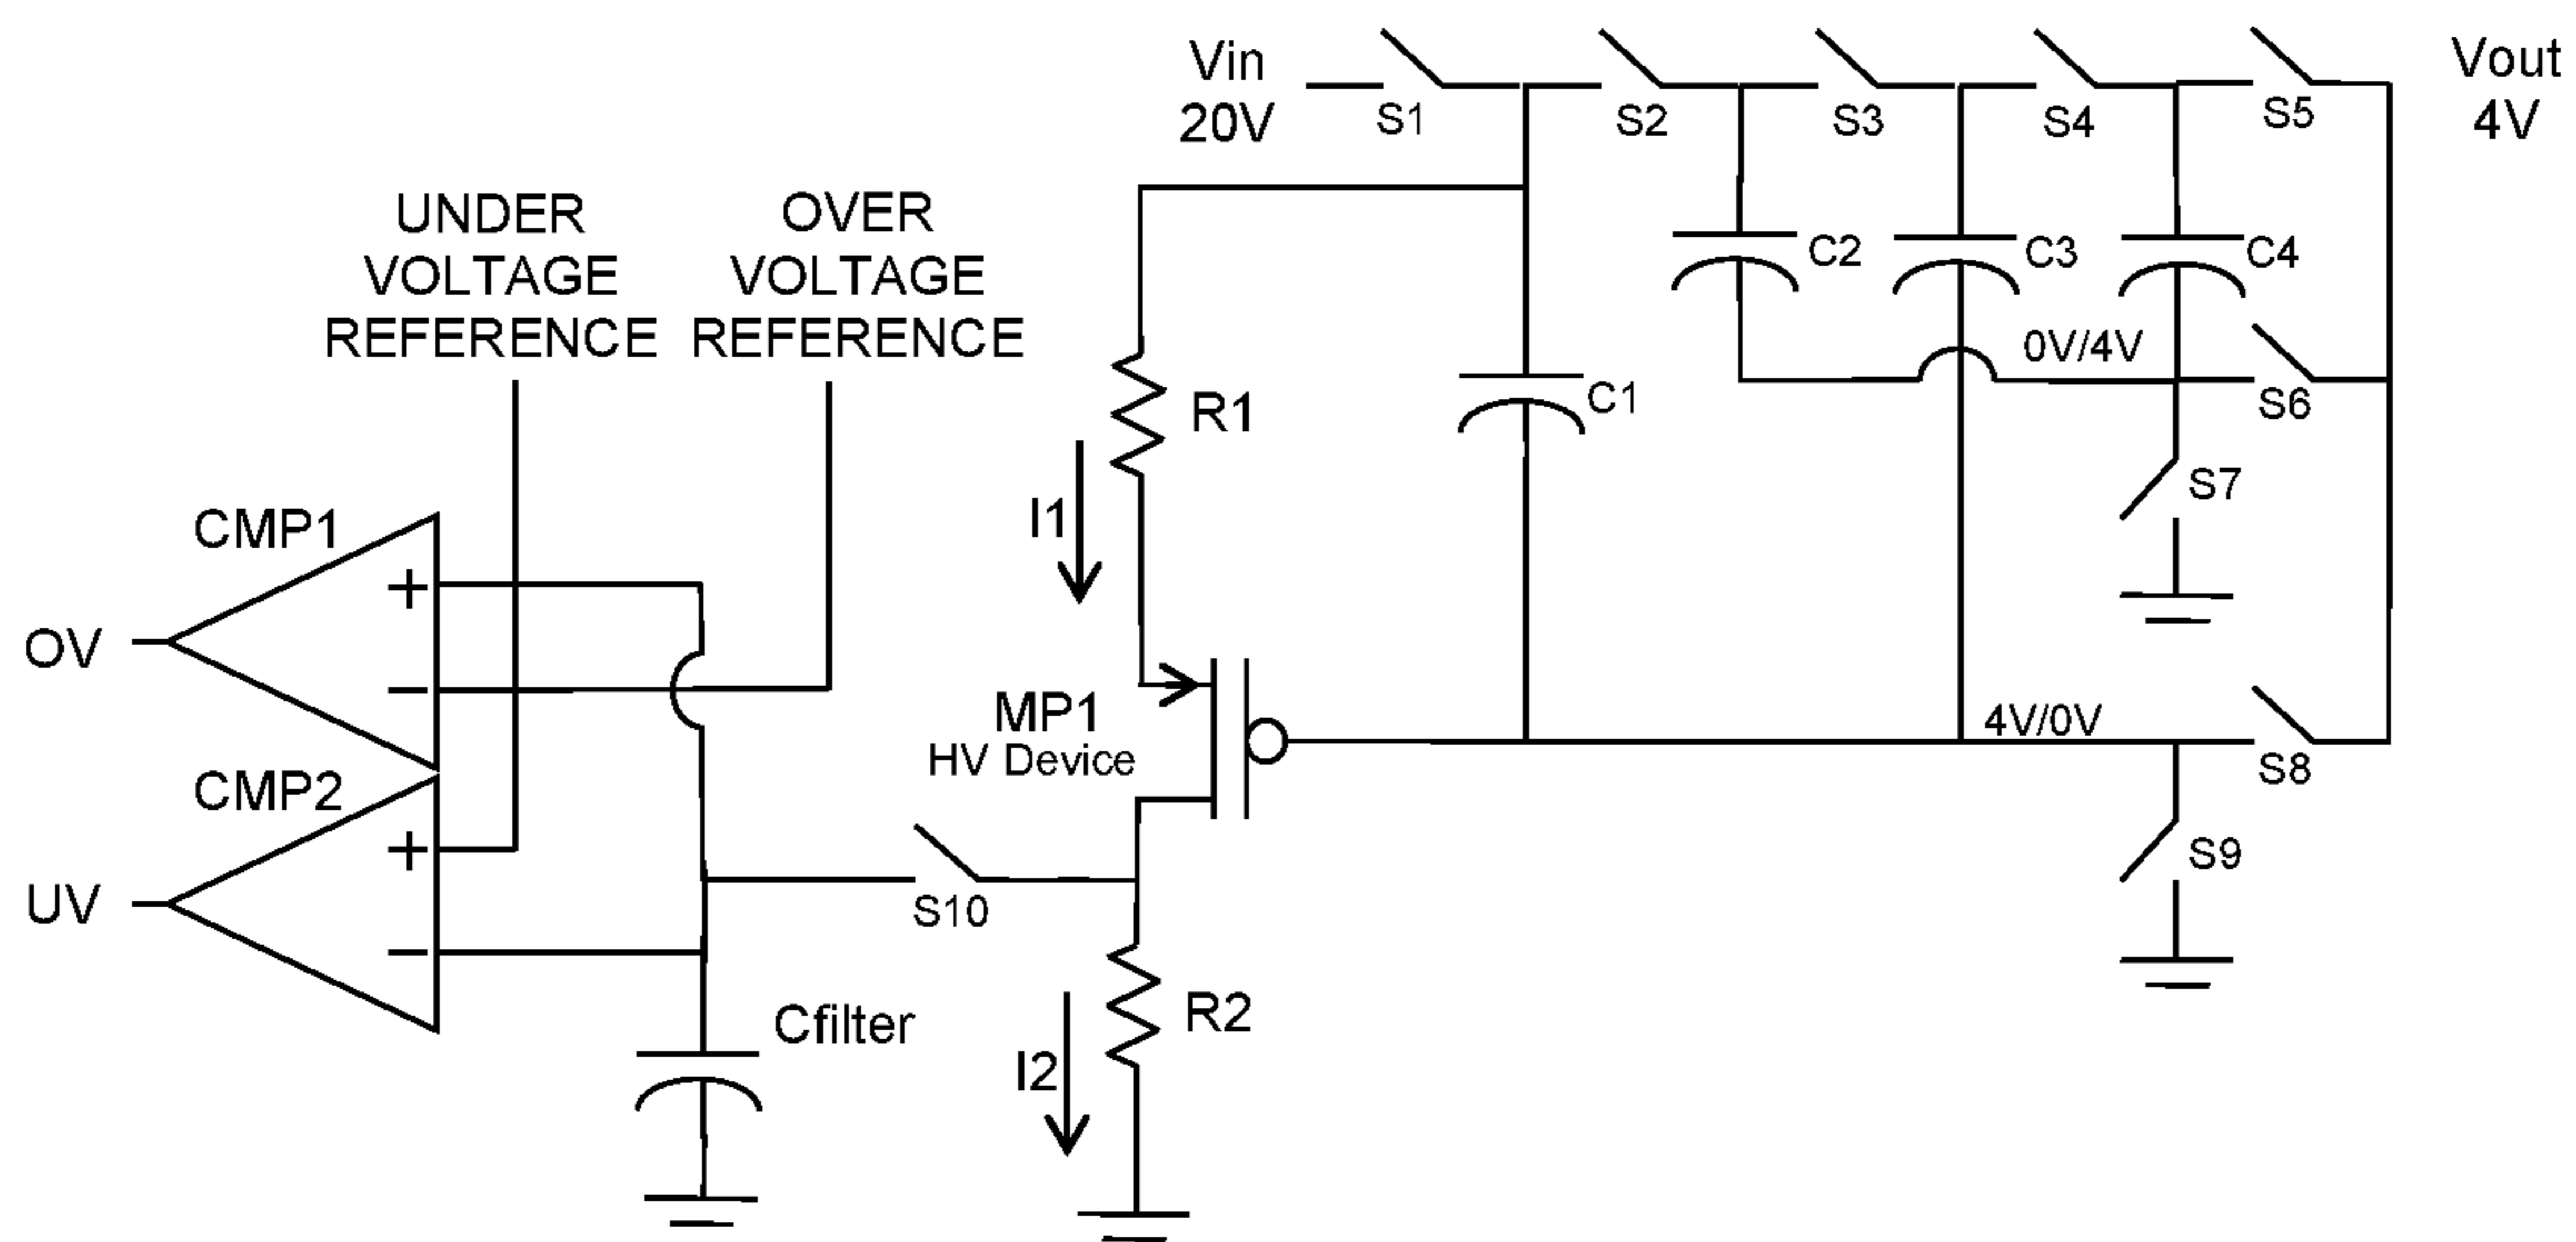 Vin
20V
S1
S2
S3
S4
S5
Vout
4V
UNDER
VOLTAGE
REFERENCE
OVER
VOLTAGE
REFERENCE
C2
C3
C4
0V/4V
S6
R1
C1
S7
I1
CMP1
+
−
OV
MP1
HV Device
4V/0V
S8
CMP2
+
−
UV
S10
S9
Cfilter
R2
I2